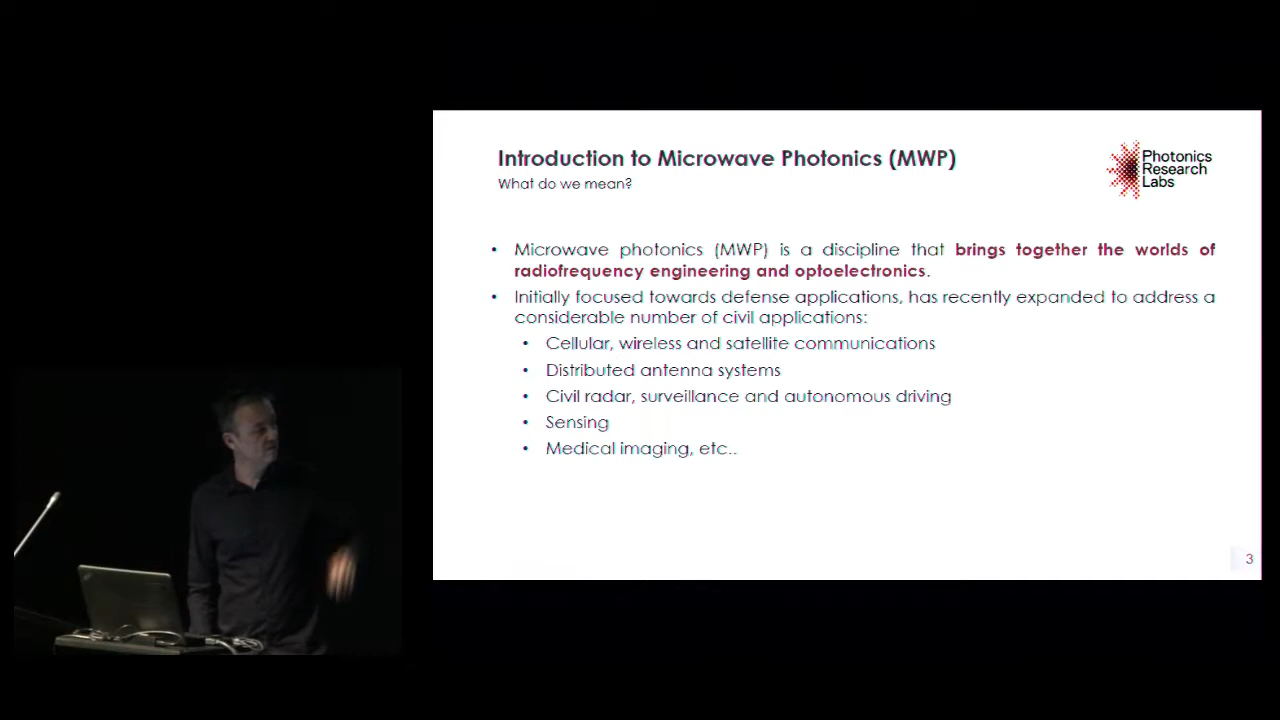 Introduction to Microwave Photonics (MWP)
What do we mean?
Photonics
Research
Labs
• Microwave photonics (MWP) is a discipline that brings together the worlds of
radiofrequency engineering and optoelectronics.
• Initially focused towards defense applications, has recently expanded to address a
considerable number of civil applications:
• Cellular, wireless and satellite communications
• Distributed antenna systems
• Civil radar, surveillance and autonomous driving
• Sensing
• Medical imaging, etc..
3